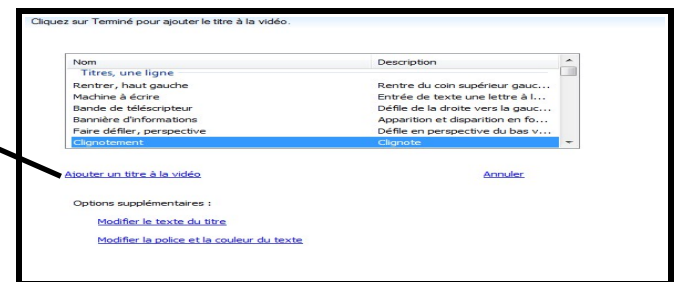 Cliquez sur Terminé pour ajouter le titre à la vidéo.
Nom Description
Titres, une ligne
Rentrer, haut gauche Rentre du coin supérieur gauc...
Machine à écrire Entrée de texte une lettre à l...
Bande de téléscripteur Défile de la droite vers la gauc...
Bannière d'informations Apparition et disparition en fo...
Faire défiler, perspective Défile en perspective du bas v...
Clignotement Clignote
Ajouter un titre à la vidéo Annuler
Options supplémentaires :
Modifier le texte du titre
Modifier la police et la couleur du texte